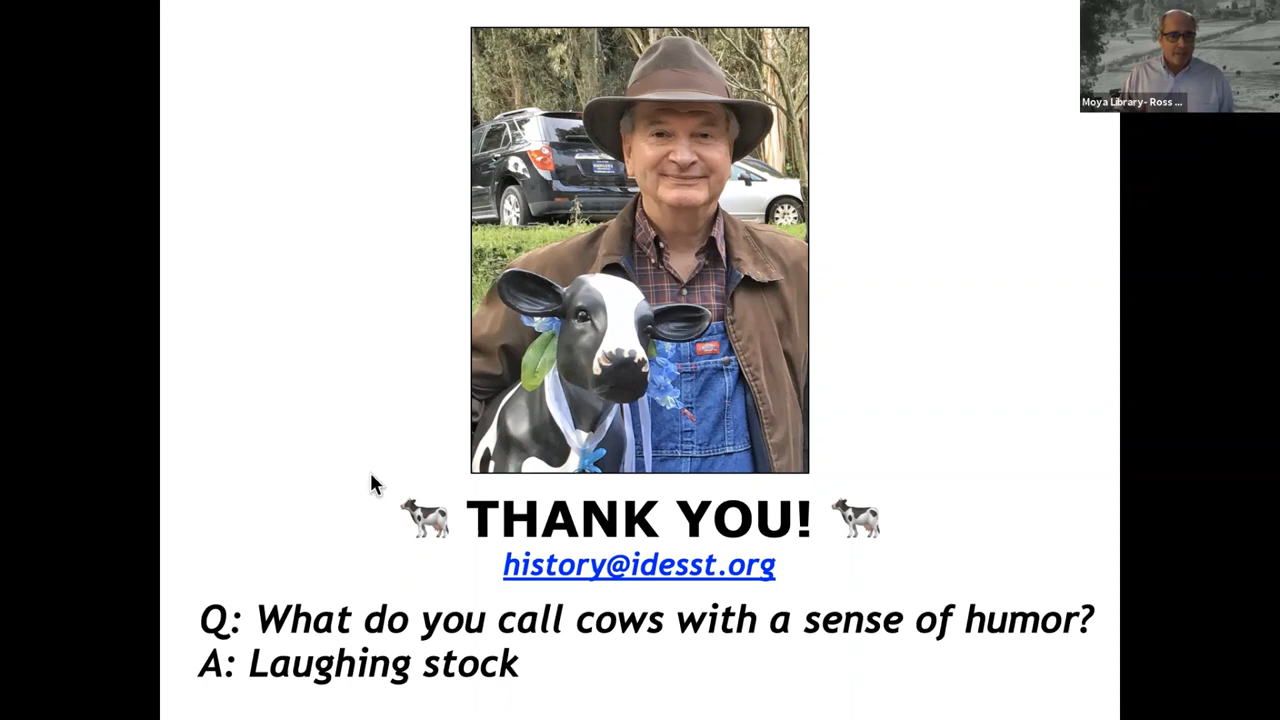 Moya Library- Ross ...
THANK YOU!
history@idesst.org
Q: What do you call cows with a sense of humor?
A: Laughing stock